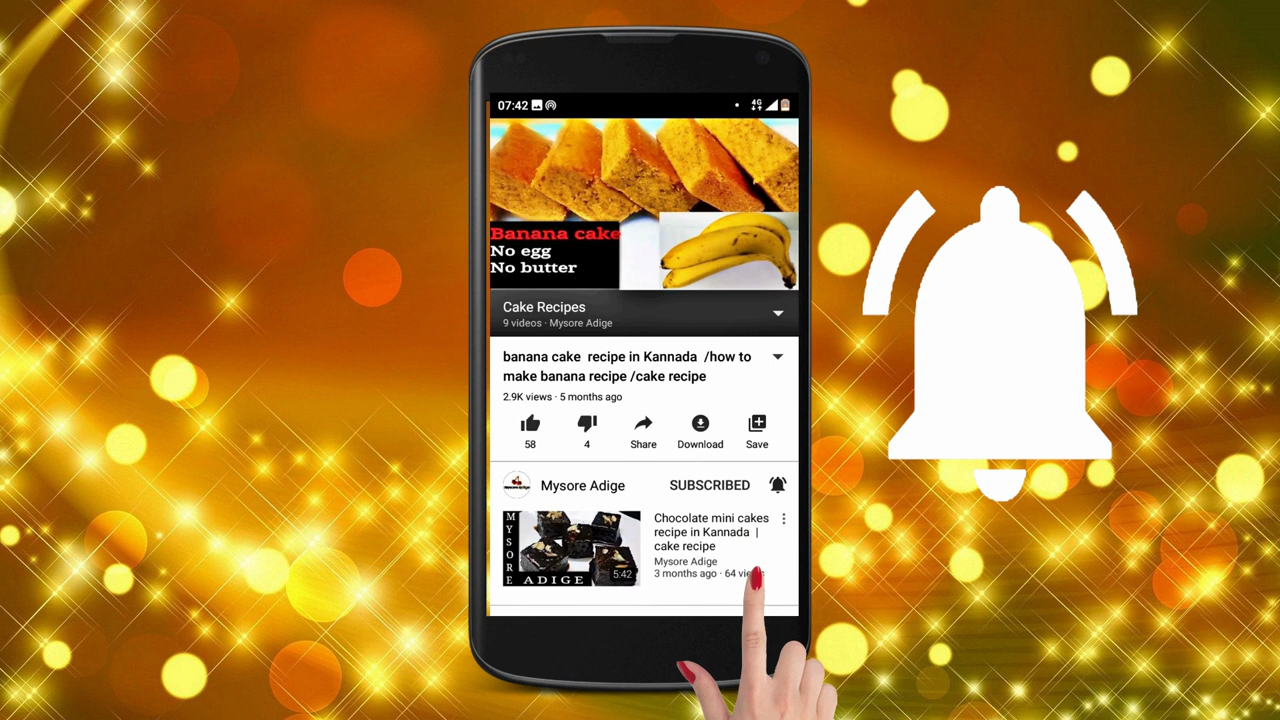 07:42
4G
Banana cake
No egg
No butter
Cake Recipes
9 videos · Mysore Adige
banana cake recipe in Kannada /how to
make banana recipe /cake recipe
2.9K views · 5 months ago
58
4
Share
Download
Save
Mysore Adige
SUBSCRIBED
Chocolate mini cakes
recipe in Kannada |
cake recipe
Mysore Adige
3 months ago · 64
MYSORE
ADIGE
5:42